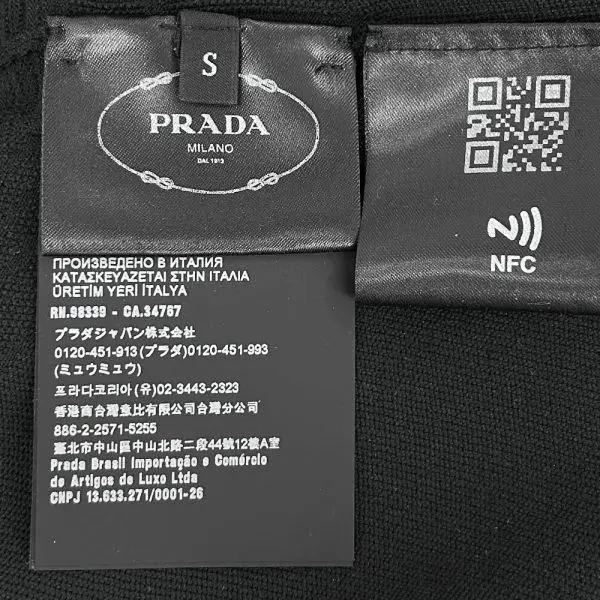 S
PRADA
MILANO
DAL 1913
NFC
ПРОИЗВЕДЕНО В ИТАЛИЯ
ΚΑΤΑΣΚΕΥΑΖΕΤΑΙ ΣΤΗΝ ΙΤΑΛΙΑ
ÜRETİM YERİ İTALYA
RN.98339 - CA.34767
プラダジャパン株式会社
0120-451-913(プラダ)0120-451-993
(ミュウミュウ)
프라다코리아(유)02-3443-2323
香港商台灣壹比有限公司台灣分公司
886-2-2571-5255
臺北市中山區中山北路二段44號12樓A室
Prada Brasil Importação e Comércio
de Artigos de Luxo Ltda
CNPJ 13.633.271/0001-26